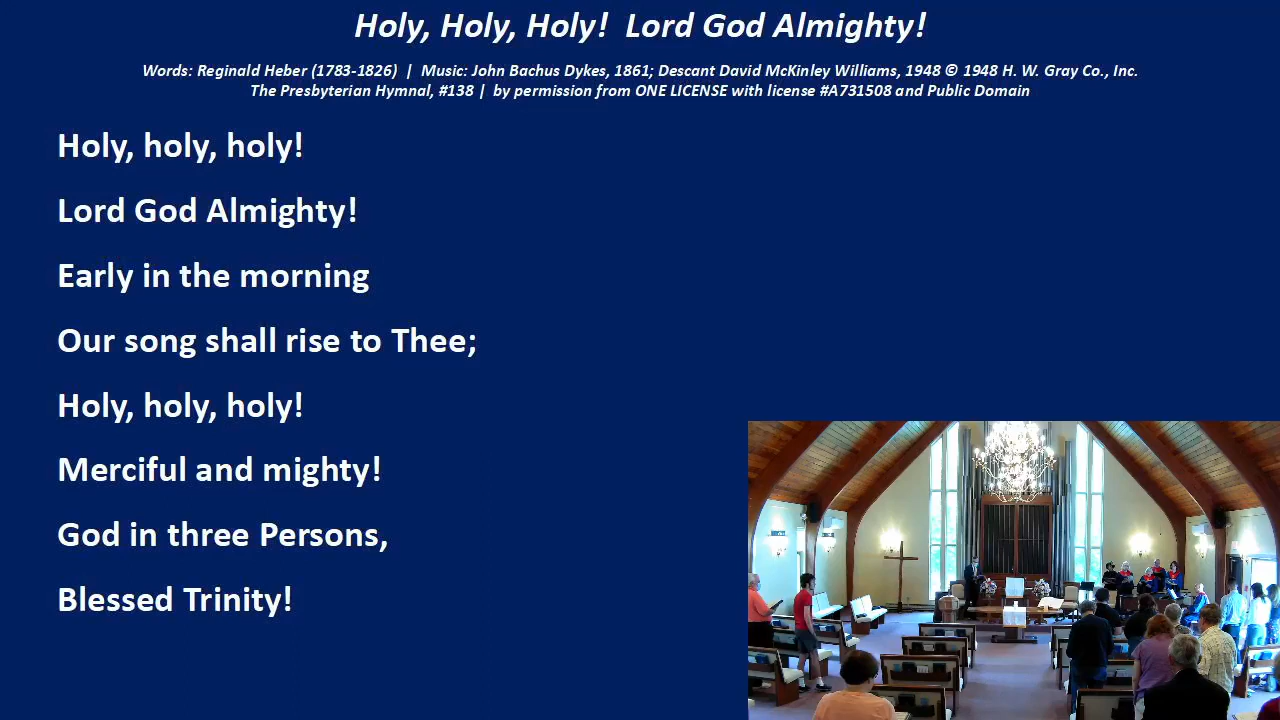 Holy, Holy, Holy!  Lord God Almighty!
Words: Reginald Heber (1783-1826)  |  Music: John Bachus Dykes, 1861; Descant David McKinley Williams, 1948 © 1948 H. W. Gray Co., Inc.
The Presbyterian Hymnal, #138 |  by permission from ONE LICENSE with license #A731508 and Public Domain
Holy, holy, holy!
Lord God Almighty!
Early in the morning
Our song shall rise to Thee;
Holy, holy, holy!
Merciful and mighty!
God in three Persons,
Blessed Trinity!